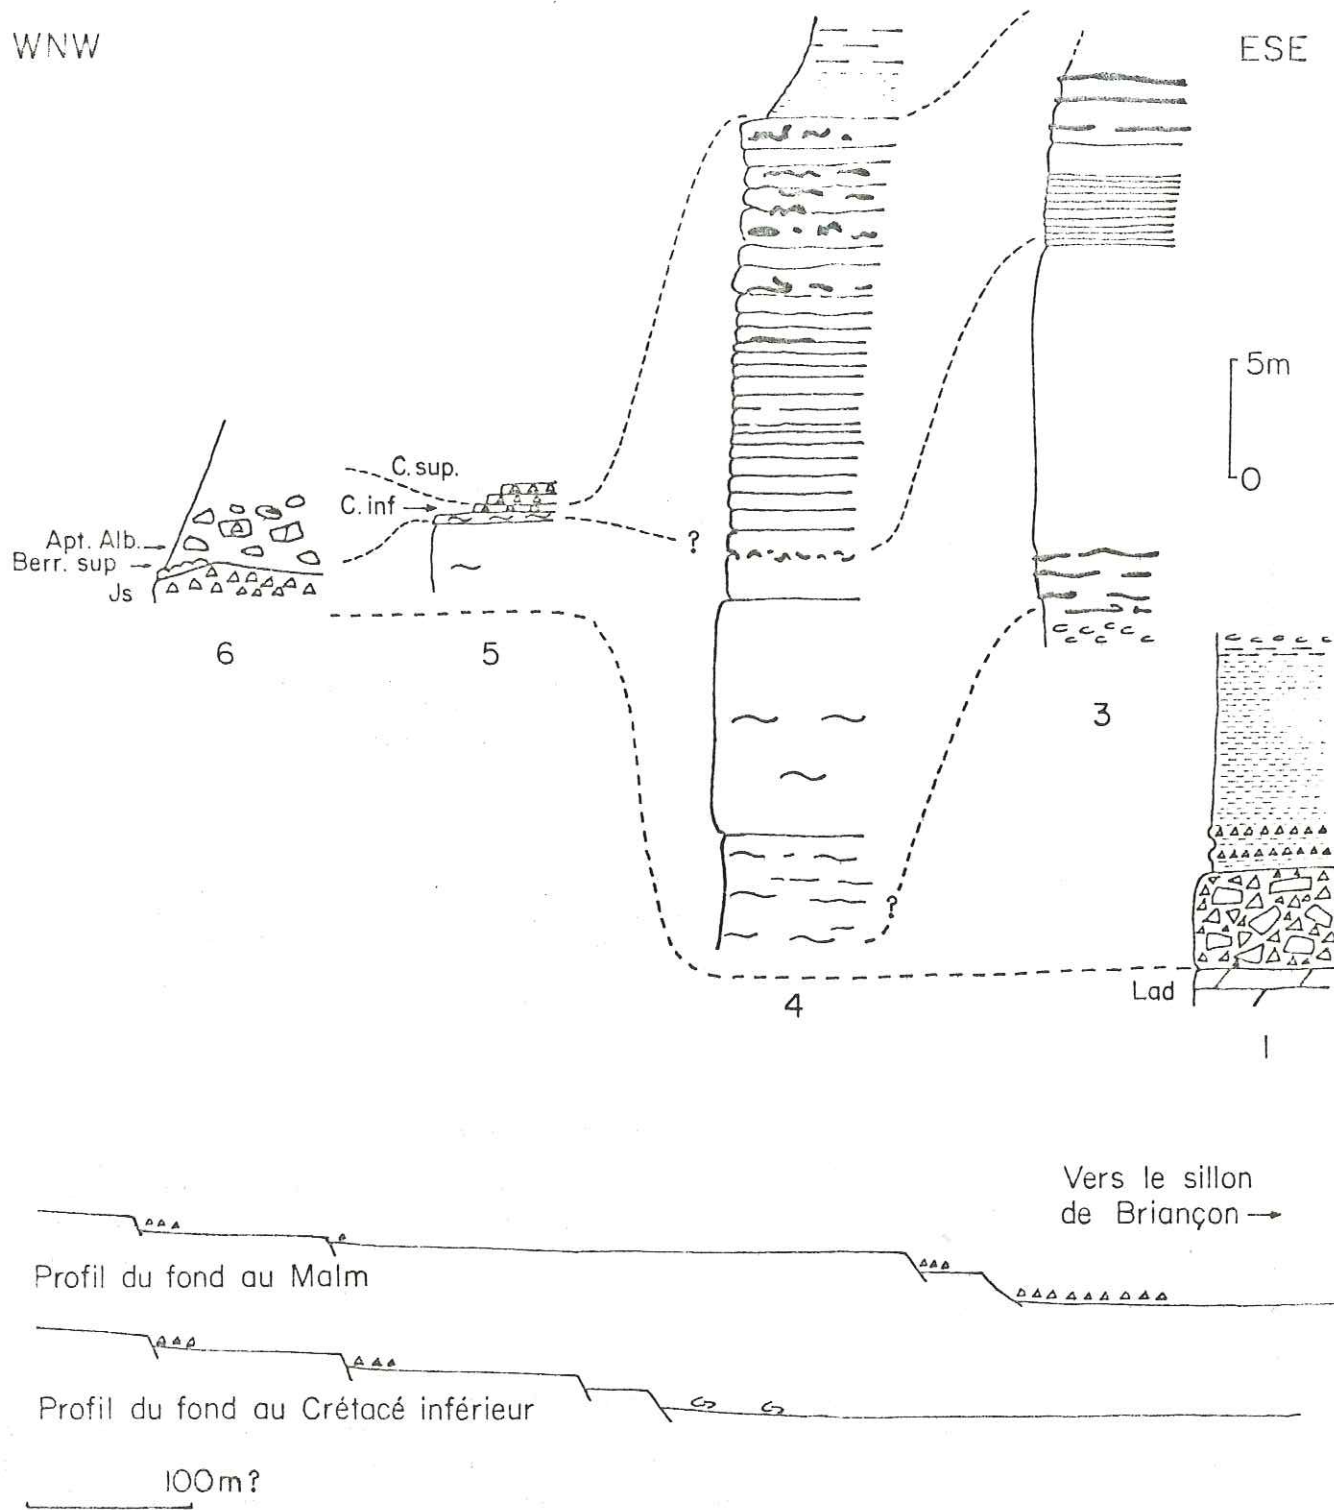 WNW
ESE
5m
0
C. sup.
C. inf
Apt. Alb.
Berr. sup
Js
?
6
5
3
?
4
Lad
1
Vers le sillon
de Briançon
Profil du fond au Malm
Profil du fond au Crétacé inférieur
100m?